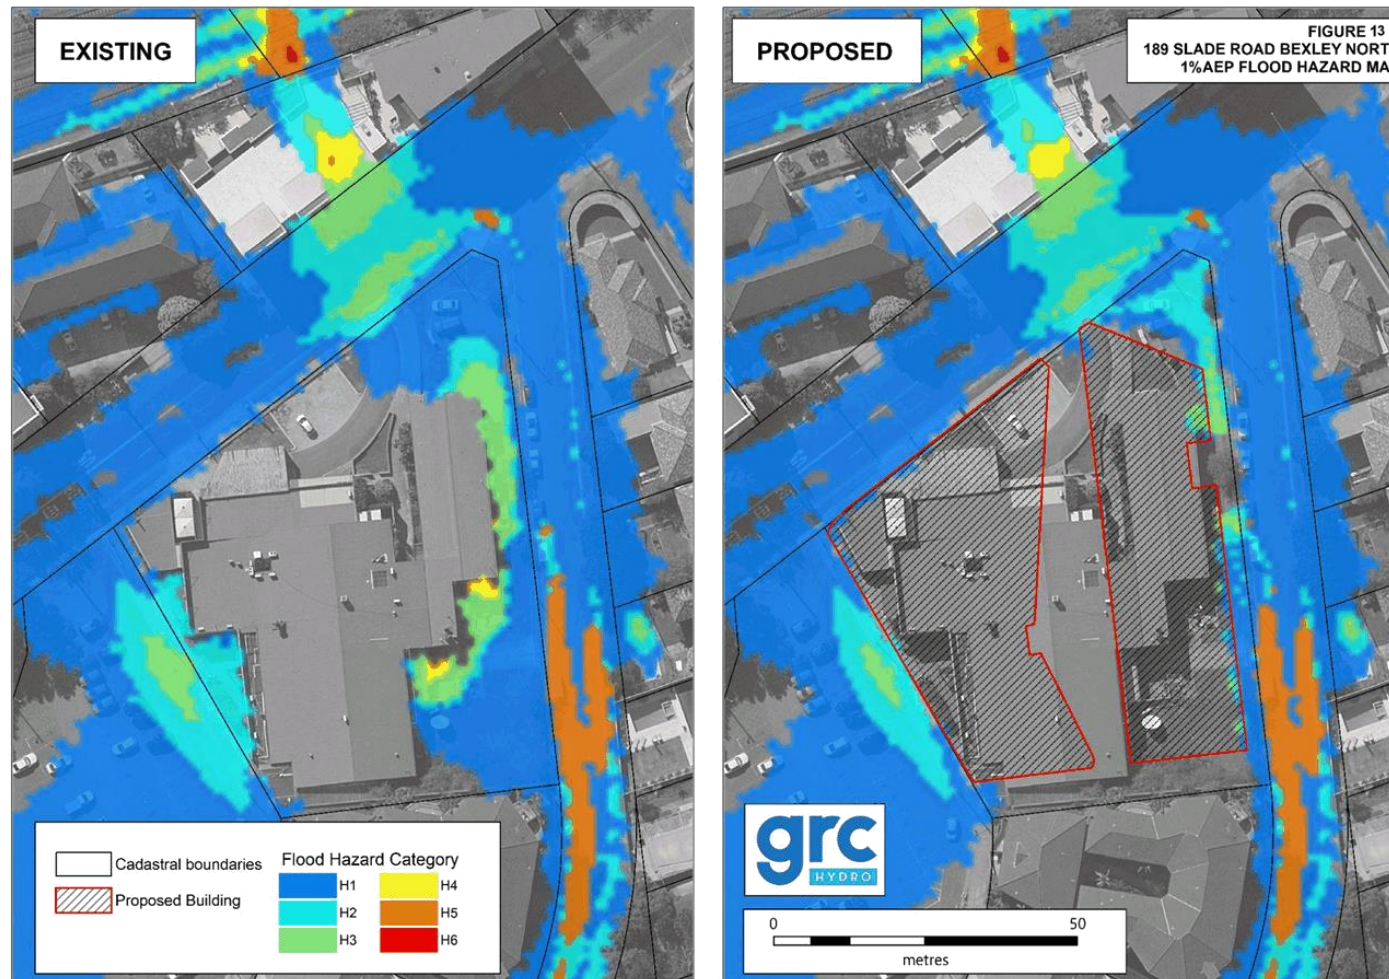 EXISTING
PROPOSED
FIGURE 13
189 SLADE ROAD BEXLEY NORT
1%AEP FLOOD HAZARD MA
Cadastral boundaries
Proposed Building
Flood Hazard Category
H1
H2
H3
H4
H5
H6
grc
HYDRO
0 50
metres